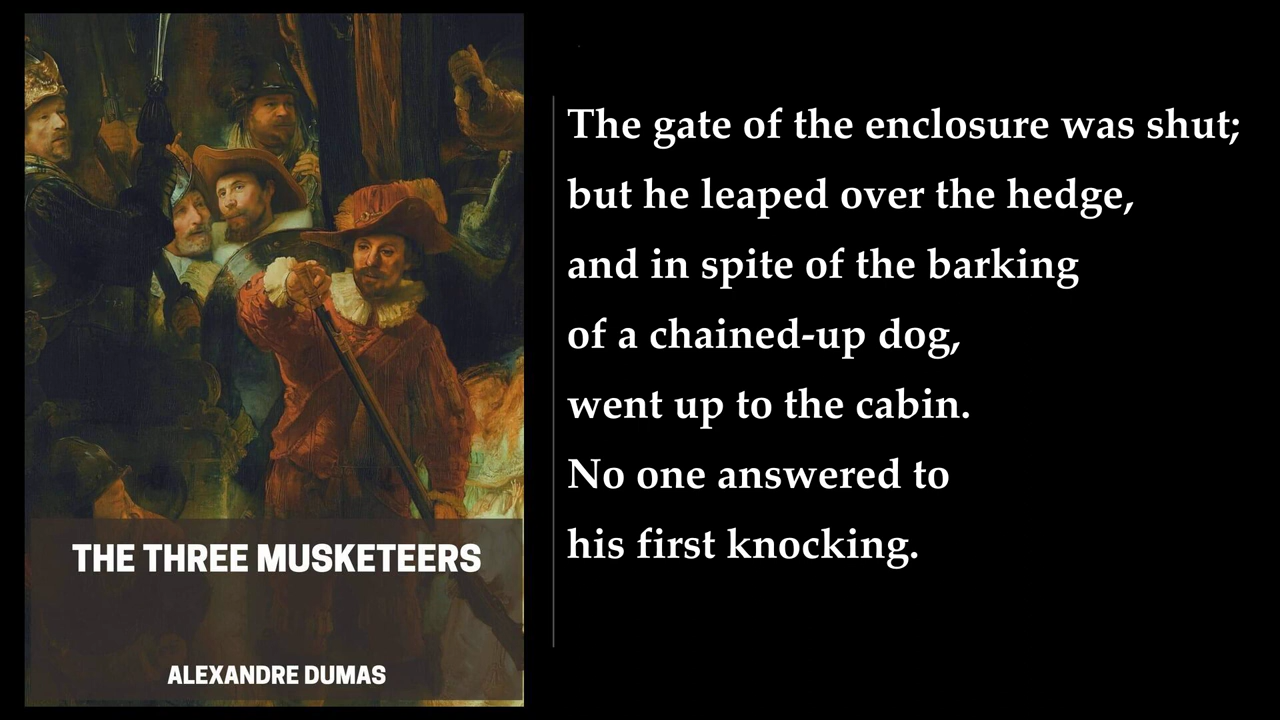 THE THREE MUSKETEERS
ALEXANDRE DUMAS
The gate of the enclosure was shut;
but he leaped over the hedge,
and in spite of the barking
of a chained-up dog,
went up to the cabin.
No one answered to
his first knocking.